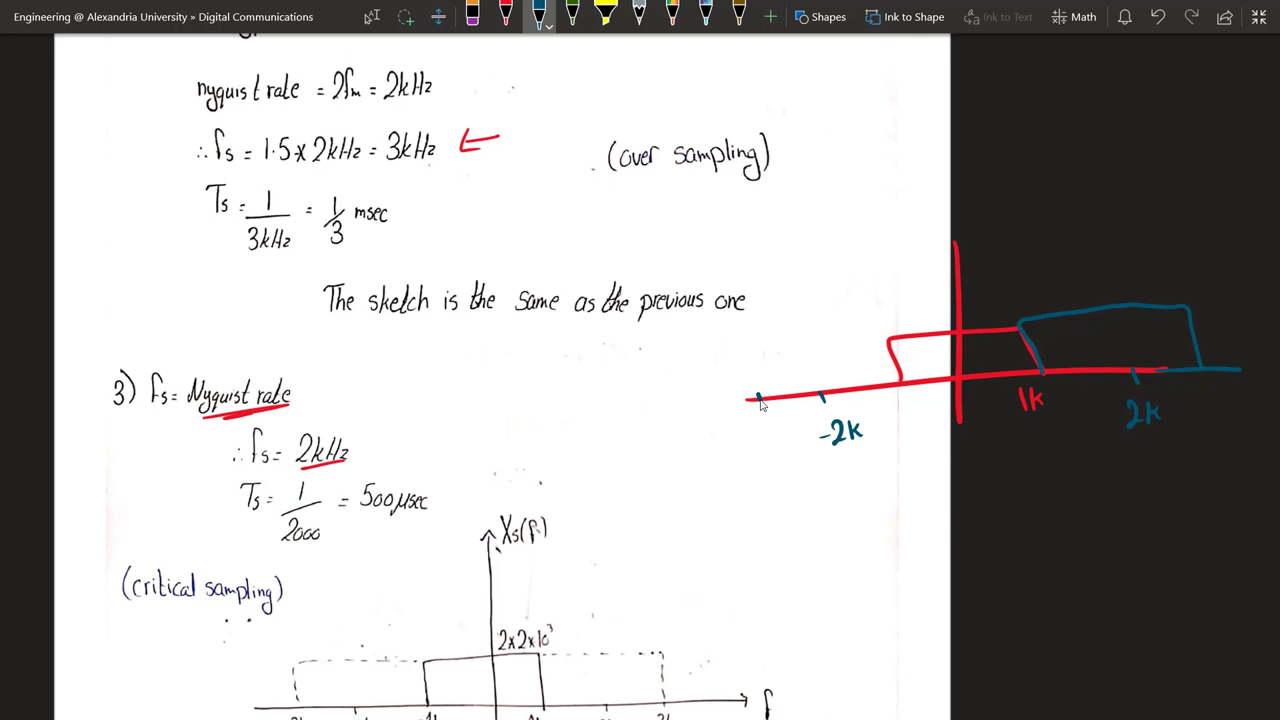 Engineering @ Alexandria University » Digital Communications
Shapes
Ink to Shape
Ink to Text
Math
nyquist rate = 2fm = 2kHz
∴ fs = 1.5 x 2kHz = 3kHz
(over sampling)
Ts = 1/3kHz = 1/3 msec
The sketch is the same as the previous one
3) fs = Nyquist rate
∴ fs = 2kHz
Ts = 1/2000 = 500 μsec
(critical sampling)
Xs(f)
2x2x10³
f
1k
2k
-2k